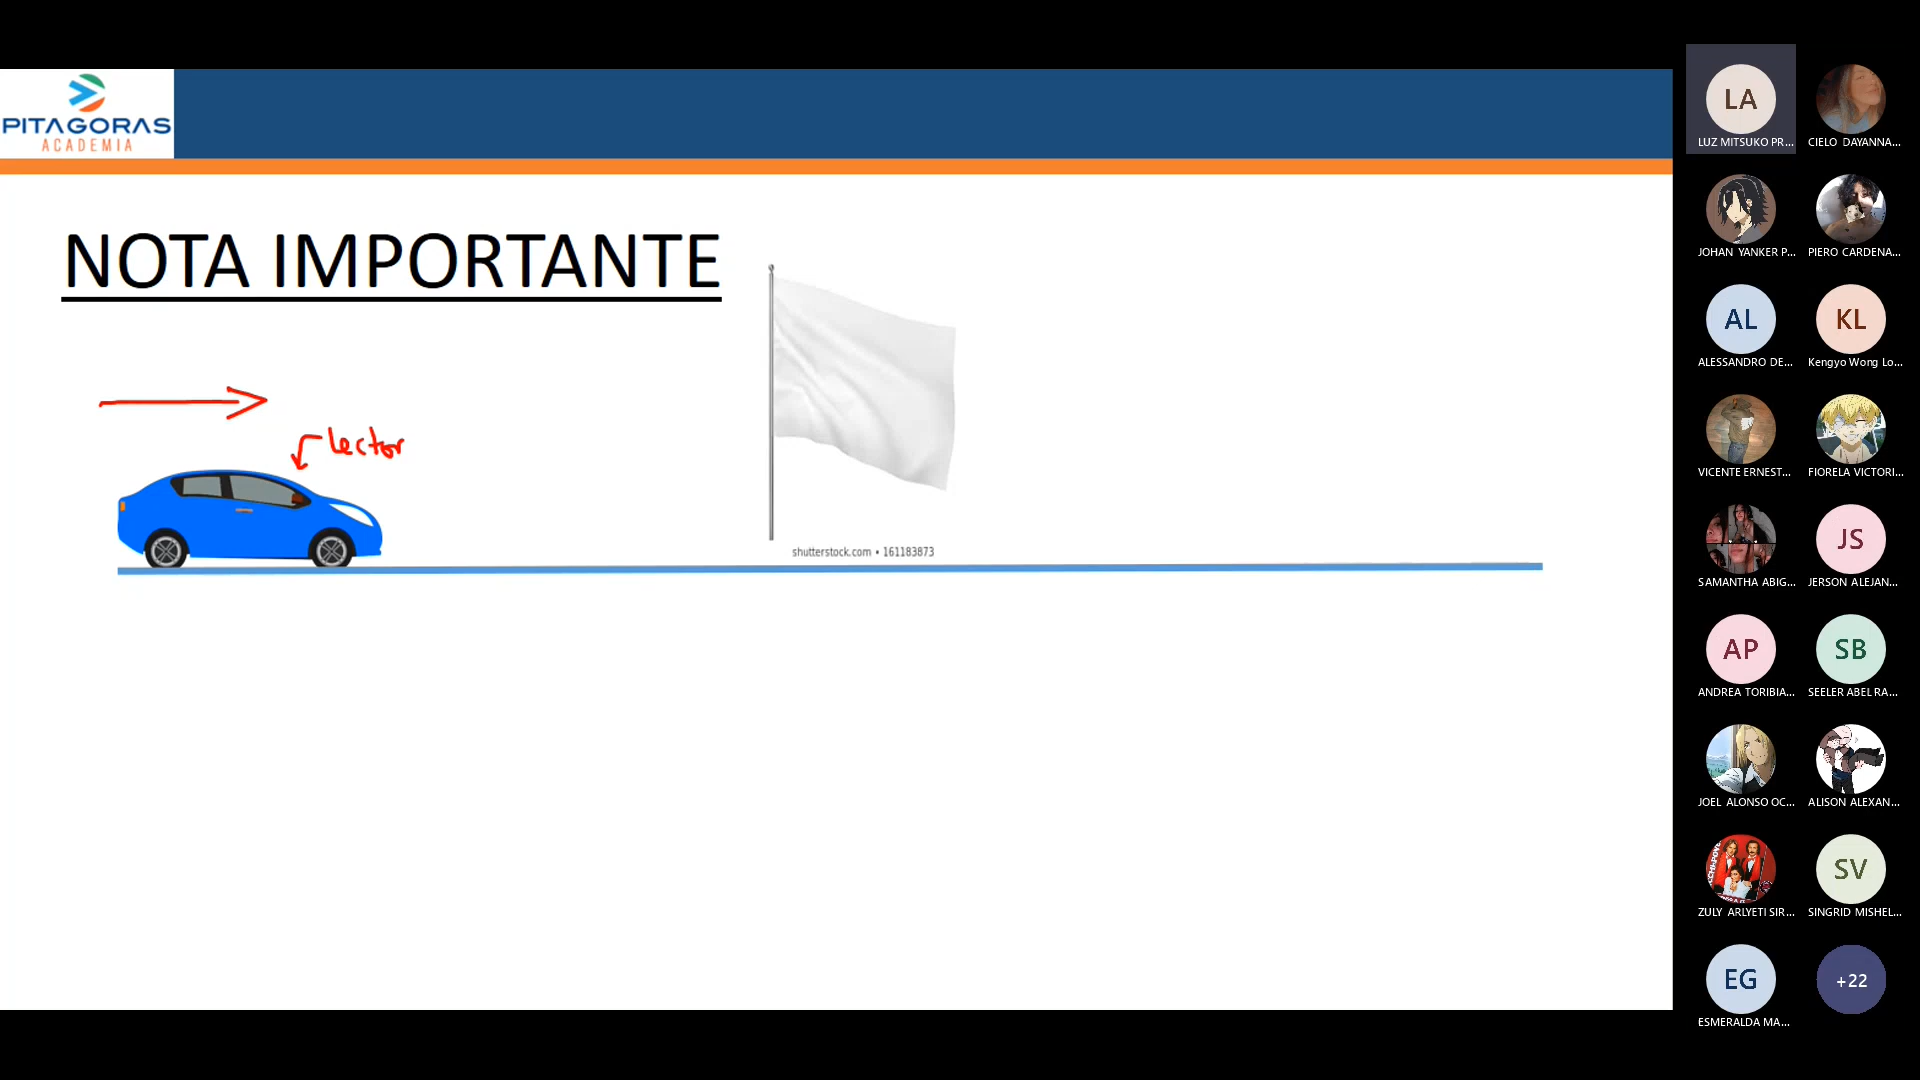 PITAGORAS
ACADEMIA
NOTA IMPORTANTE
lector
shutterstock.com • 161183873
LA
LUZ MITSUKO PR...
CIELO DAYANNA...
JOHAN YANKER P...
PIERO CARDENA...
AL
ALESSANDRO DE...
KL
Kengyo Wong Lo...
VICENTE ERNEST...
FIORELA VICTORI...
SAMANTHA ABIG...
JS
JERSON ALEJAN...
AP
ANDREA TORIBIA...
SB
SEELER ABEL RA...
JOEL ALONSO OC...
ALISON ALEXAN...
ZULY ARLYETI SIR...
SV
SINGRID MISHEL...
EG
ESMERALDA MA...
+22